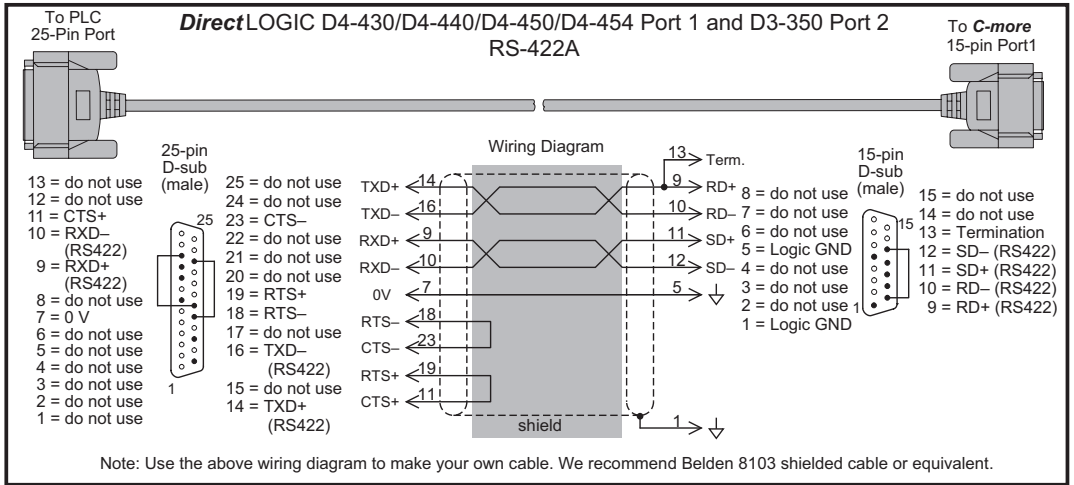 To PLC
25-Pin Port
DirectLOGIC D4-430/D4-440/D4-450/D4-454 Port 1 and D3-350 Port 2
RS-422A
To C-more
15-pin Port1
25-pin
D-sub
(male)
13 = do not use
12 = do not use
11 = CTS+
10 = RXD–
(RS422)
9 = RXD+
(RS422)
8 = do not use
7 = 0 V
6 = do not use
5 = do not use
4 = do not use
3 = do not use
2 = do not use
1 = do not use
25
1
25 = do not use
24 = do not use
23 = CTS–
22 = do not use
21 = do not use
20 = do not use
19 = RTS+
18 = RTS–
17 = do not use
16 = TXD–
(RS422)
15 = do not use
14 = TXD+
(RS422)
Wiring Diagram
TXD+ 14
TXD– 16
RXD+ 9
RXD– 10
0V 7
RTS– 18
CTS– 23
RTS+ 19
CTS+ 11
shield
13 Term.
9 RD+
10 RD–
11 SD+
12 SD–
5
1
8 = do not use
7 = do not use
6 = do not use
5 = Logic GND
4 = do not use
3 = do not use
2 = do not use
1 = Logic GND
15-pin
D-sub
(male)
15
1
15 = do not use
14 = do not use
13 = Termination
12 = SD– (RS422)
11 = SD+ (RS422)
10 = RD– (RS422)
9 = RD+ (RS422)
Note: Use the above wiring diagram to make your own cable. We recommend Belden 8103 shielded cable or equivalent.